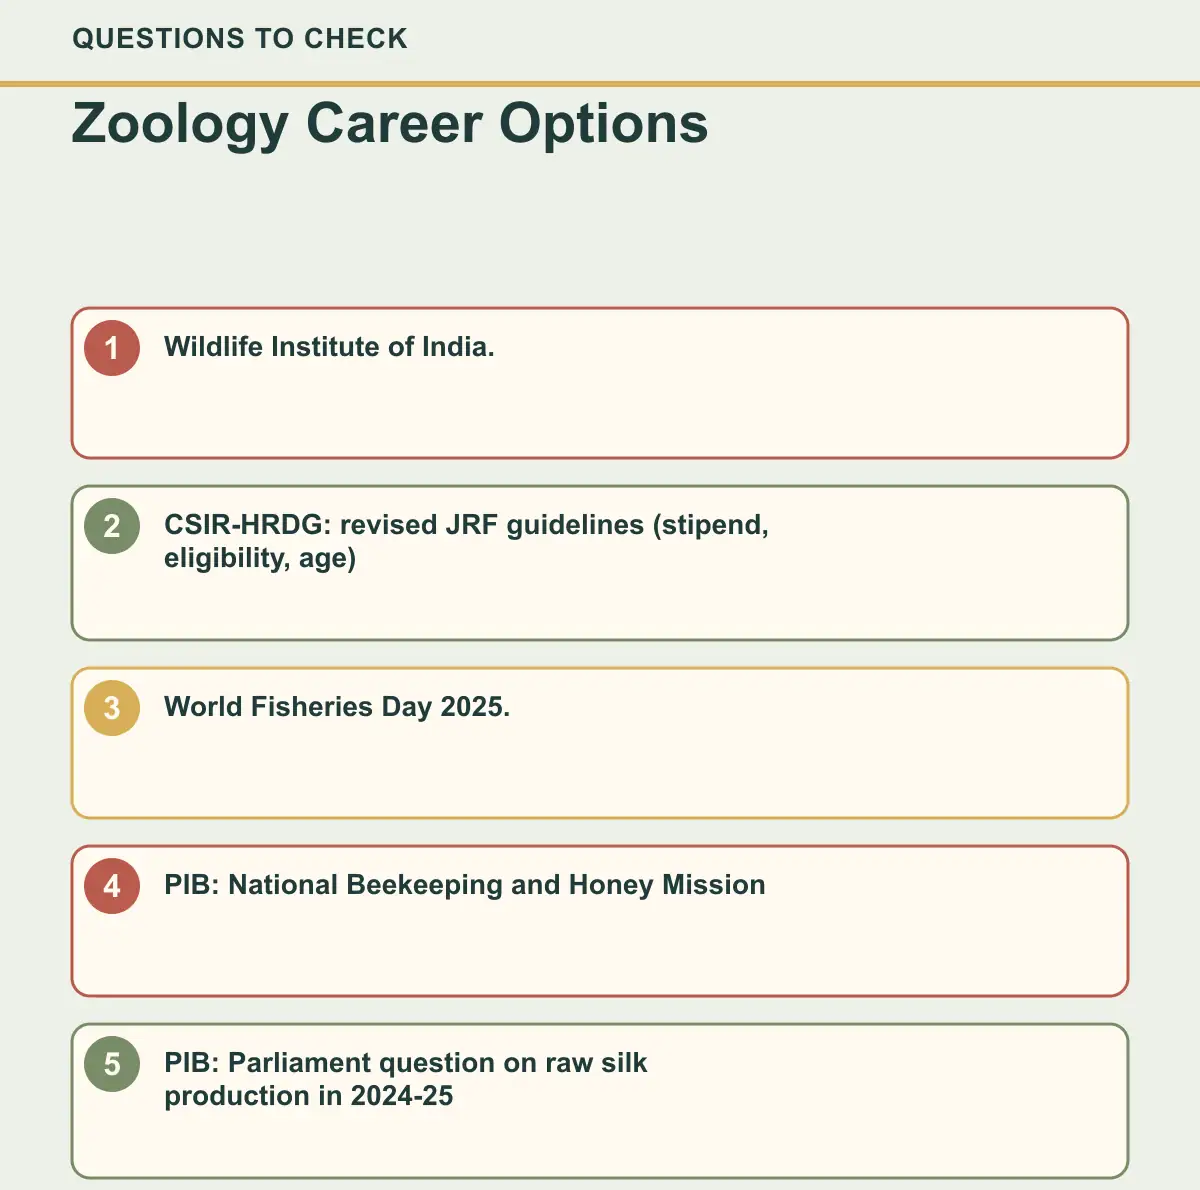 QUESTIONS TO CHECK
Zoology Career Options
1
Wildlife Institute of India.
2
CSIR-HRDG: revised JRF guidelines (stipend,
eligibility, age)
3
World Fisheries Day 2025.
4
PIB: National Beekeeping and Honey Mission
5
PIB: Parliament question on raw silk
production in 2024-25